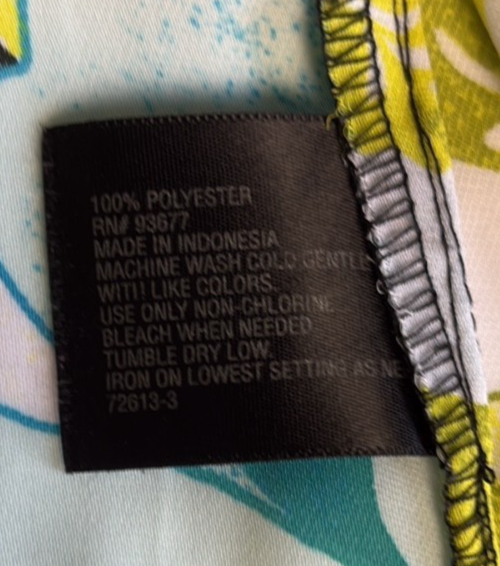 100% POLYESTER
RN# 93677
MADE IN INDONESIA
MACHINE WASH COLD GENTLE
WITH LIKE COLORS.
USE ONLY NON-CHLORINE
BLEACH WHEN NEEDED
TUMBLE DRY LOW.
IRON ON LOWEST SETTING AS NE
72613-3